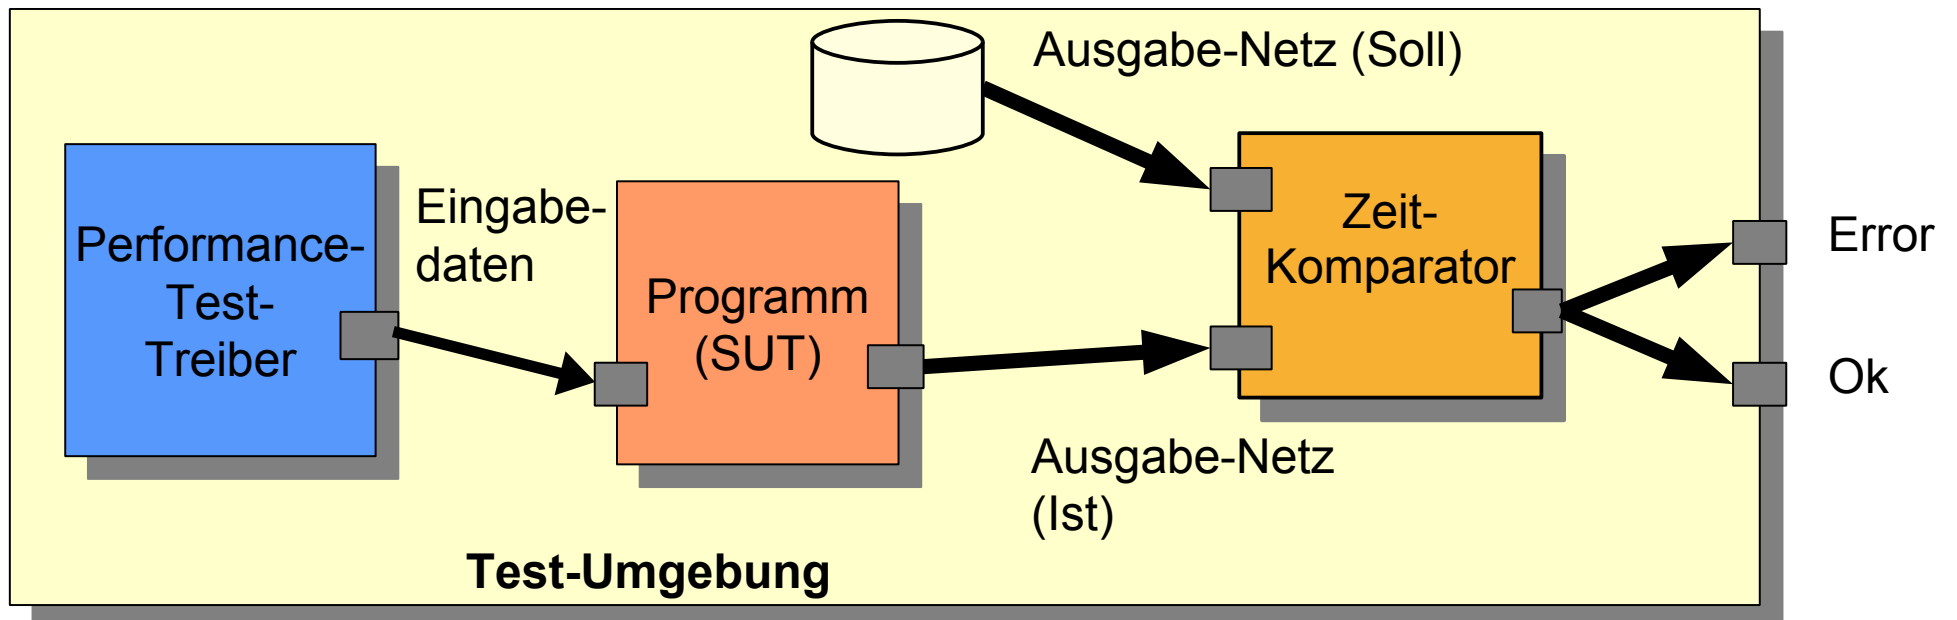 Ausgabe-Netz (Soll)
Performance-
Test-
Treiber
Eingabe-
daten
Programm
(SUT)
Zeit-
Komparator
Error
Ok
Ausgabe-Netz
(Ist)
Test-Umgebung